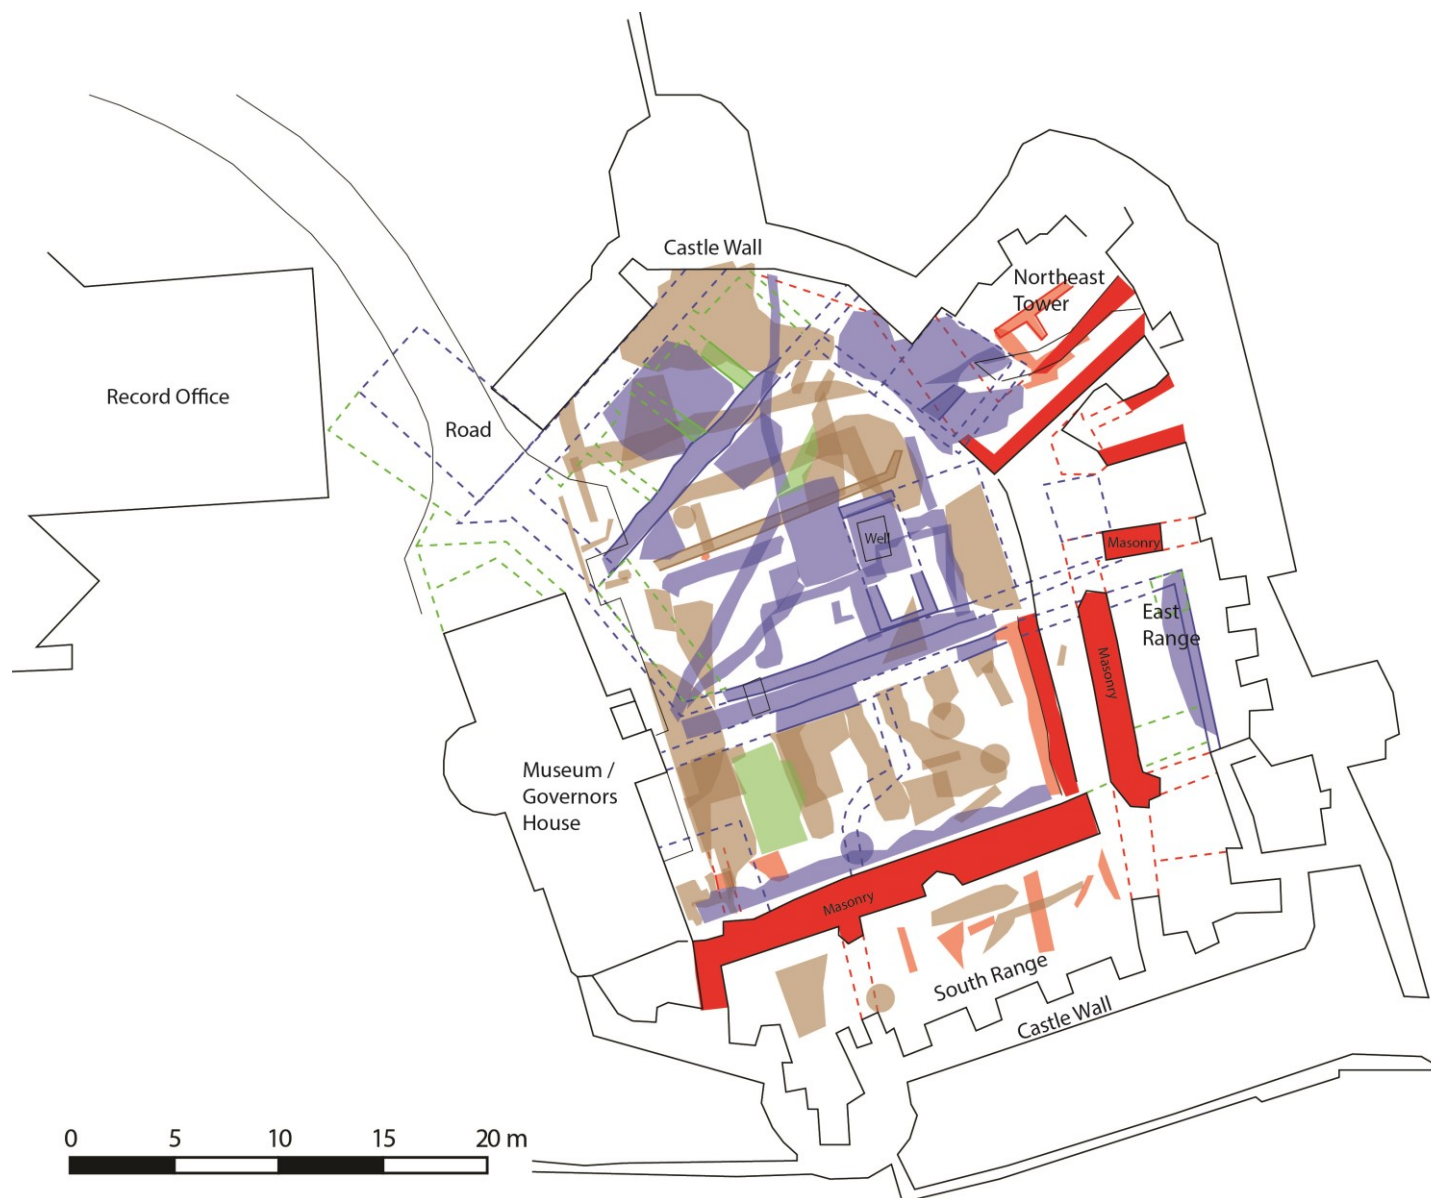 Castle Wall
Northeast
Tower
Record Office
Road
Well
Masonry
East
Range
Masonry
Museum /
Governors
House
Masonry
South Range
Castle Wall
0 5 10 15 20 m